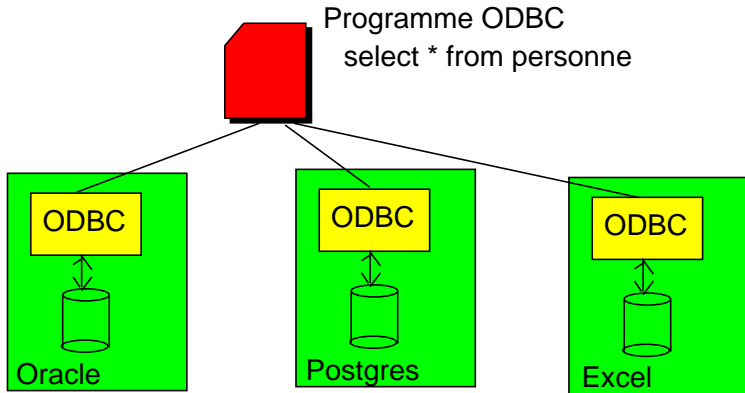 Programme ODBC
select * from personne
ODBC
ODBC
ODBC
Oracle
Postgres
Excel